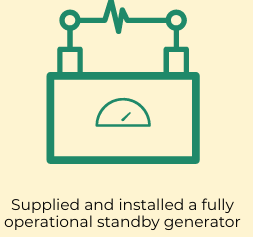 Supplied and installed a fully
operational standby generator